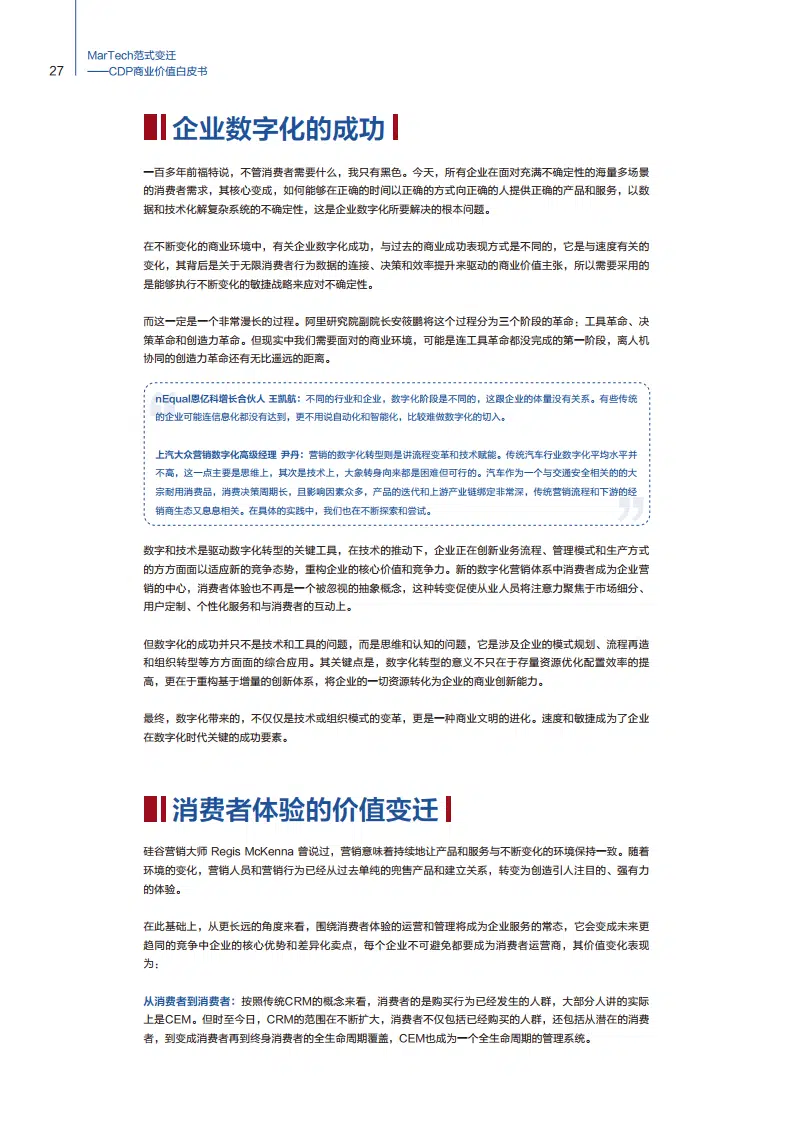 27
MarTech范式变迁
——CDP商业价值白皮书
企业数字化的成功
一百多年前福特说，不管消费者需要什么，我只有黑色。今天，所有企业在面对充满不确定性的海量多场景
的消费者需求，其核心变成，如何能够在正确的时间以正确的方式向正确的人提供正确的产品和服务，以数
据和技术化解复杂系统的不确定性，这是企业数字化所要解决的根本问题。
在不断变化的商业环境中，有关企业数字化成功，与过去的商业成功表现方式是不同的，它是与速度有关的
变化，其背后是关于无限消费者行为数据的连接、决策和效率提升来驱动的商业价值主张，所以需要采用的
是能够执行不断变化的敏捷战略来应对不确定性。
而这一定是一个非常漫长的过程。阿里研究院副院长安筱鹏将这个过程分为三个阶段的革命：工具革命、决
策革命和创造力革命。但现实中我们需要面对的商业环境，可能是连工具革命都没完成的第一阶段，离人机
协同的创造力革命还有无比遥远的距离。
nEqual恩亿科增长合伙人 王凯航：不同的行业和企业，数字化阶段是不同的，这跟企业的体量没有关系。有些传统
的企业可能连信息化都没有达到，更不用说自动化和智能化，比较难做数字化的切入。
上汽大众营销数字化高级经理 尹丹：营销的数字化转型则是讲流程变革和技术赋能。传统汽车行业数字化平均水平并
不高，这一点主要是思维上，其次是技术上，大象转身向来都是困难但可行的。汽车作为一个与交通安全相关的的大
宗耐用消费品，消费决策周期长，且影响因素众多，产品的迭代和上游产业链绑定非常深，传统营销流程和下游的经
销商生态又息息相关。在具体的实践中，我们也在不断探索和尝试。
数字和技术是驱动数字化转型的关键工具，在技术的推动下，企业正在创新业务流程、管理模式和生产方式
的方方面面以适应新的竞争态势，重构企业的核心价值和竞争力。新的数字化营销体系中消费者成为企业营
销的中心，消费者体验也不再是一个被忽视的抽象概念，这种转变促使从业人员将注意力聚焦于市场细分、
用户定制、个性化服务和与消费者的互动上。
但数字化的成功并只不是技术和工具的问题，而是思维和认知的问题，它是涉及企业的模式规划、流程再造
和组织转型等方方面面的综合应用。其关键点是，数字化转型的意义不只在于存量资源优化配置效率的提
高，更在于重构基于增量的创新体系，将企业的一切资源转化为企业的商业创新能力。
最终，数字化带来的，不仅仅是技术或组织模式的变革，更是一种商业文明的进化。速度和敏捷成为了企业
在数字化时代关键的成功要素。
消费者体验的价值变迁
硅谷营销大师 Regis McKenna 曾说过，营销意味着持续地让产品和服务与不断变化的环境保持一致。随着
环境的变化，营销人员和营销行为已经从过去单纯的兜售产品和建立关系，转变为创造引人注目的、强有力
的体验。
在此基础上，从更长远的角度来看，围绕消费者体验的运营和管理将成为企业服务的常态，它会变成未来更
趋同的竞争中企业的核心优势和差异化卖点，每个企业不可避免都要成为消费者运营商，其价值变化表现
为：
从消费者到消费者：按照传统CRM的概念来看，消费者的是购买行为已经发生的人群，大部分人讲的实际
上是CEM。但时至今日，CRM的范围在不断扩大，消费者不仅包括已经购买的人群，还包括从潜在的消费
者，到变成消费者再到终身消费者的全生命周期覆盖，CEM也成为一个全生命周期的管理系统。